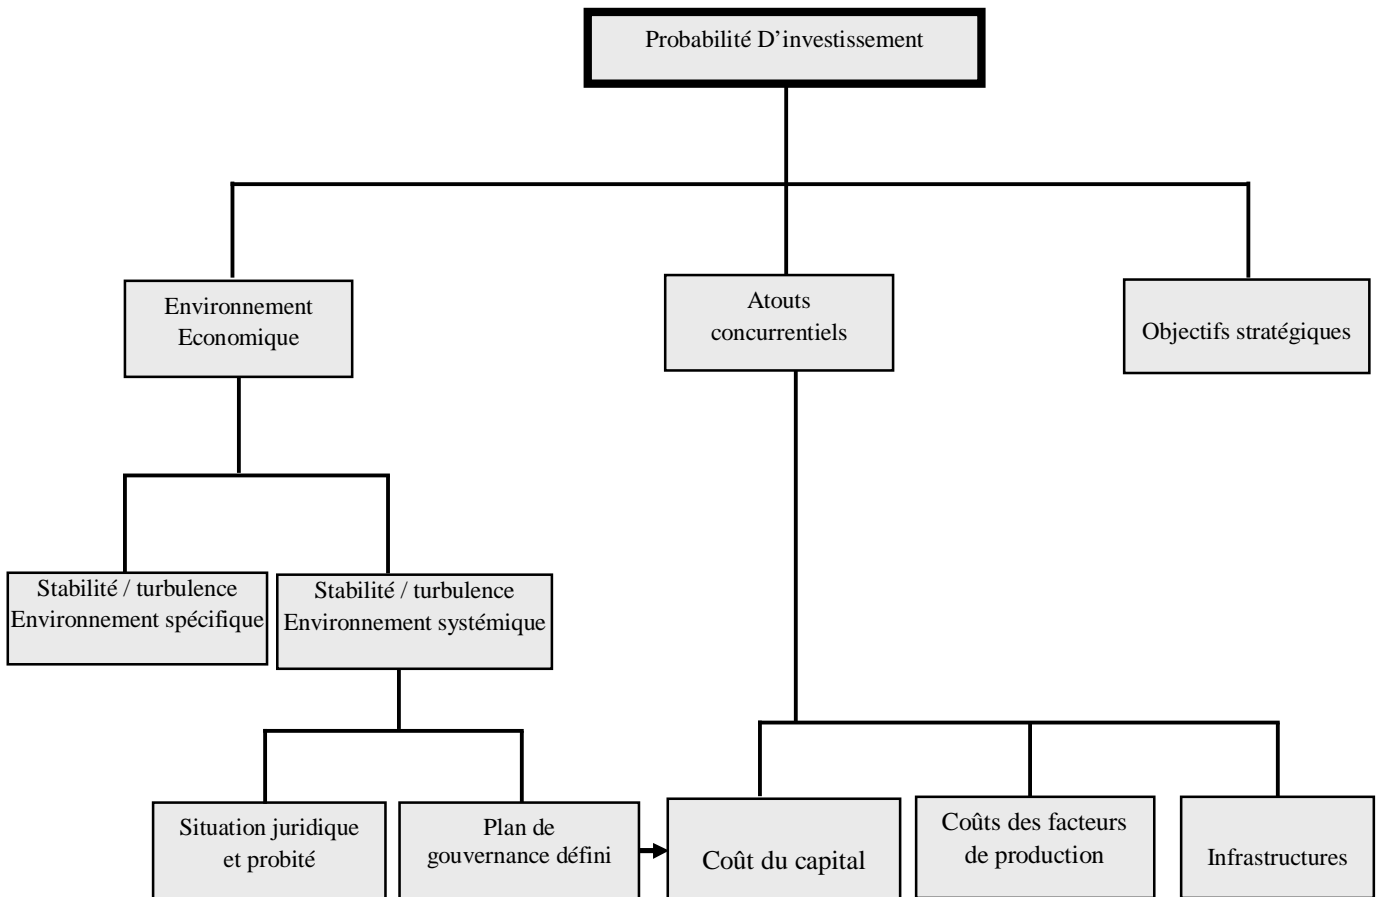 Probabilité D’investissement
Environnement
Economique
Atouts
concurrentiels
Objectifs stratégiques
Stabilité / turbulence
Environnement spécifique
Stabilité / turbulence
Environnement systémique
Situation juridique
et probité
Plan de
gouvernance défini
Coût du capital
Coûts des facteurs
de production
Infrastructures